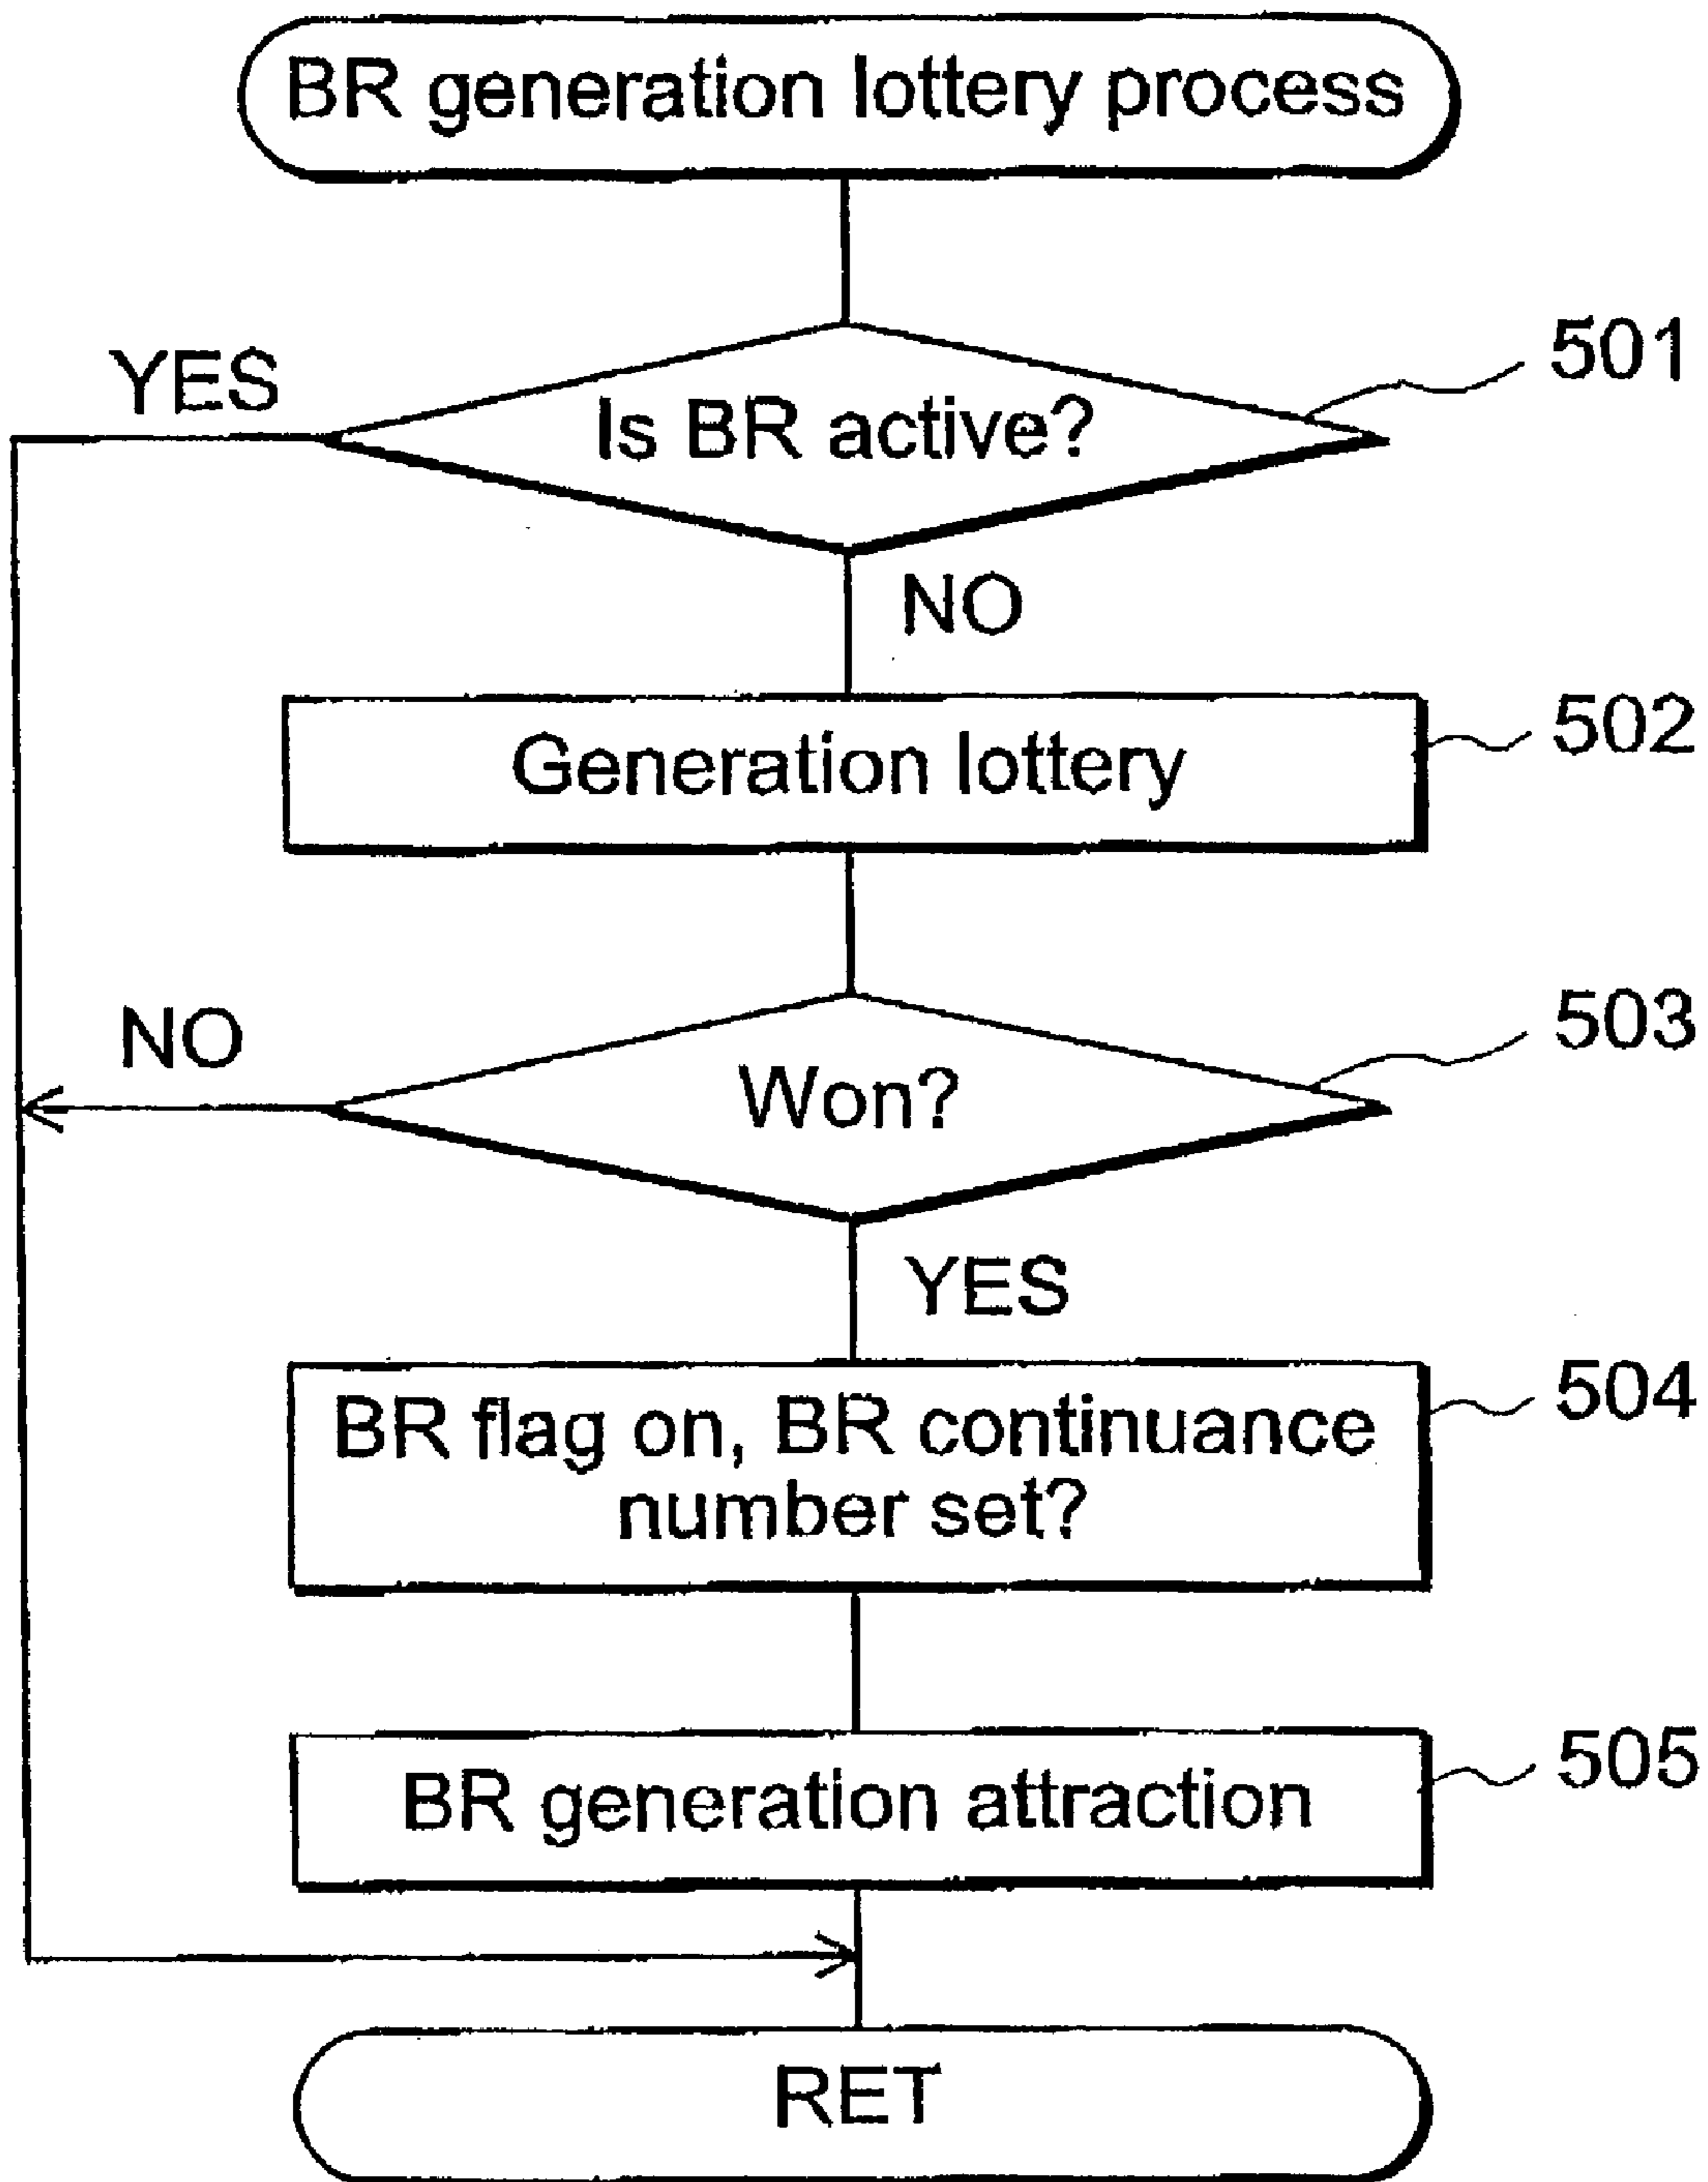 BR generation lottery process
501
YES
Is BR active?
NO
502
Generation lottery
503
NO
Won?
YES
504
BR flag on, BR continuance
number set?
505
BR generation attraction
RET